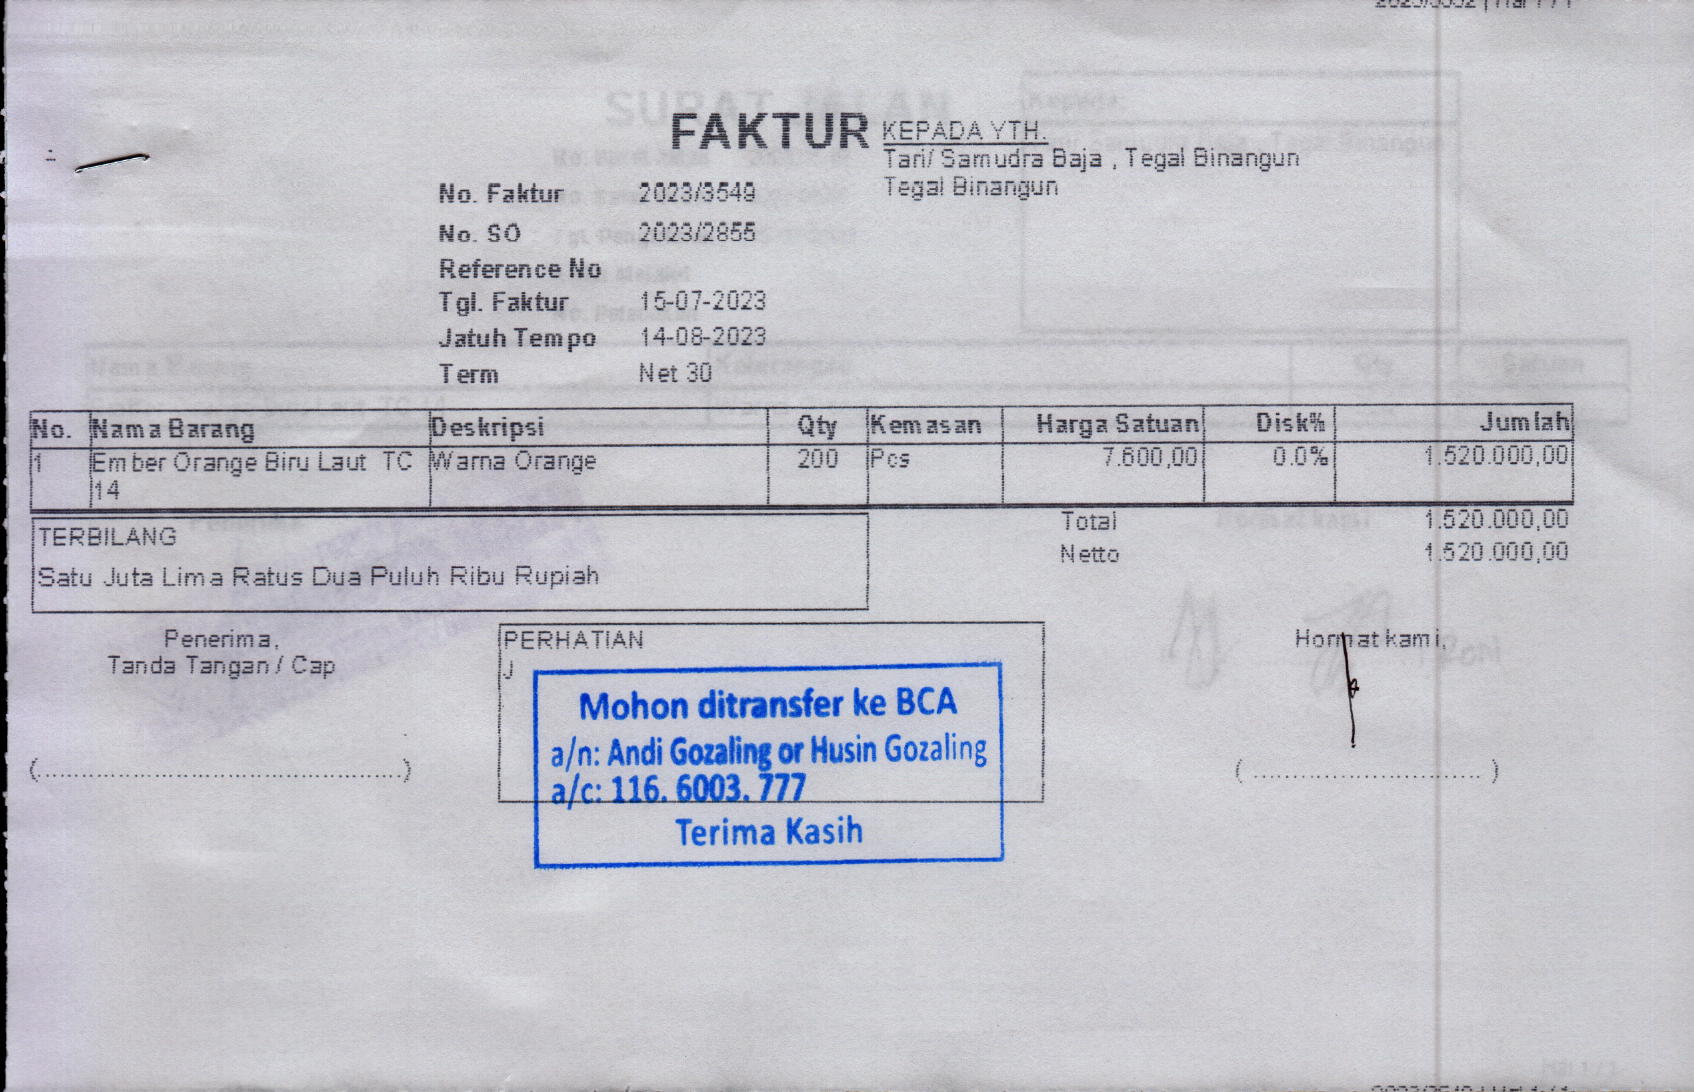 FAKTUR
KEPADA YTH.
Tari/ Samudra Baja , Tegal Binangun
Tegal Binangun
No. Faktur 2023/3549
No. SO 2023/2855
Reference No
Tgl. Faktur 15-07-2023
Jatuh Tempo 14-08-2023
Term Net 30
No. Nama Barang Deskripsi Qty Kemasan Harga Satuan Disk% Jumlah
1 Ember Orange Biru Laut TC Warna Orange 200 Pcs 7.600,00 0.0% 1.520.000,00
14
Total 1.520.000,00
Netto 1.520.000,00
TERBILANG
Satu Juta Lima Ratus Dua Puluh Ribu Rupiah
Penerima,
Tanda Tangan / Cap
(................................................)
PERHATIAN
J
Mohon ditransfer ke BCA
a/n: Andi Gozaling or Husin Gozaling
a/c: 116. 6003. 777
Terima Kasih
Hormat kami,
( .............................. )